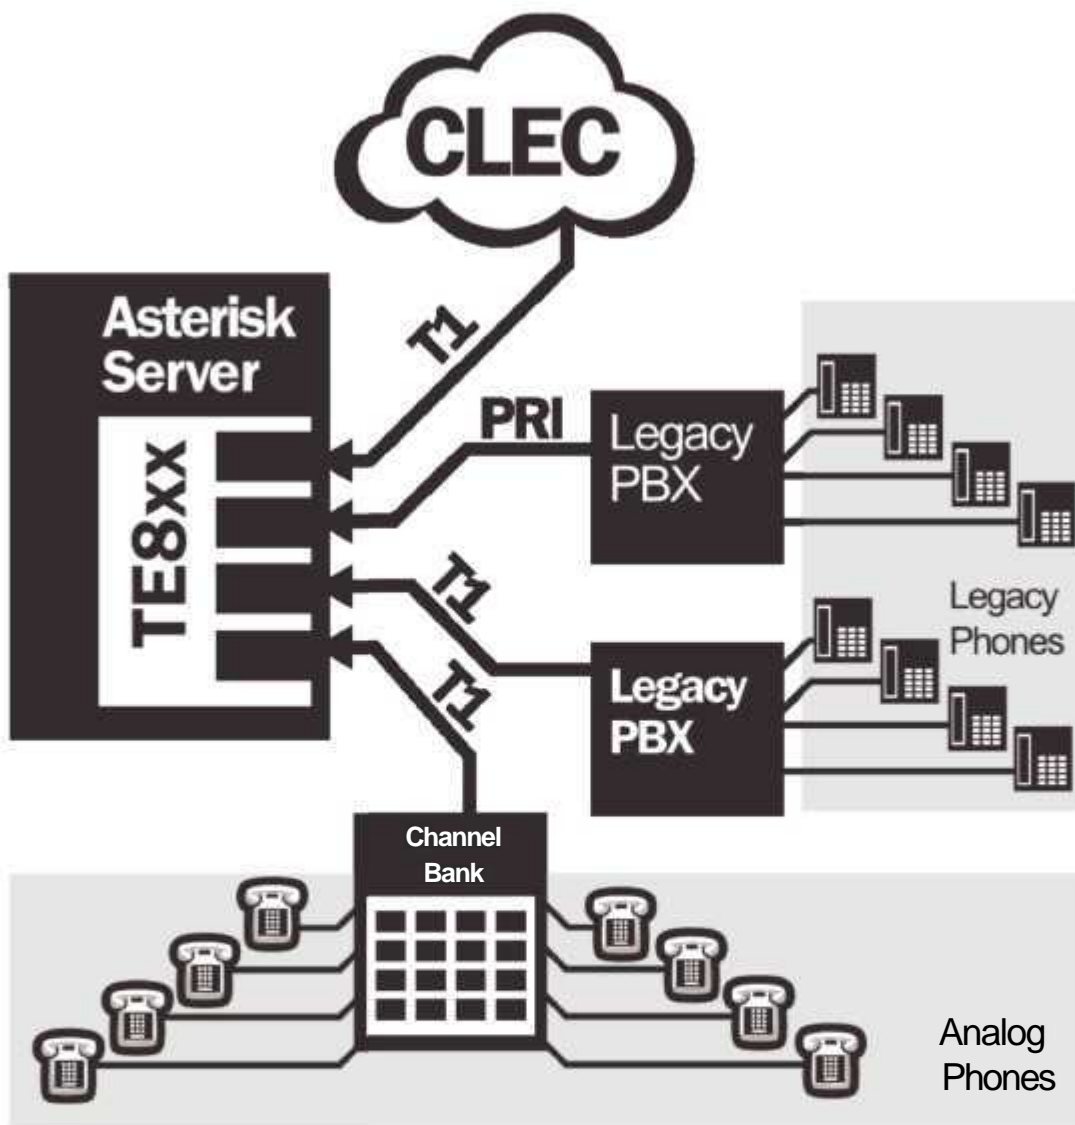 CLEC
Asterisk
Server
T1
TE8xx
PRI
Legacy
PBX
T1
Legacy
Phones
T1
Legacy
PBX
Channel
Bank
Analog
Phones